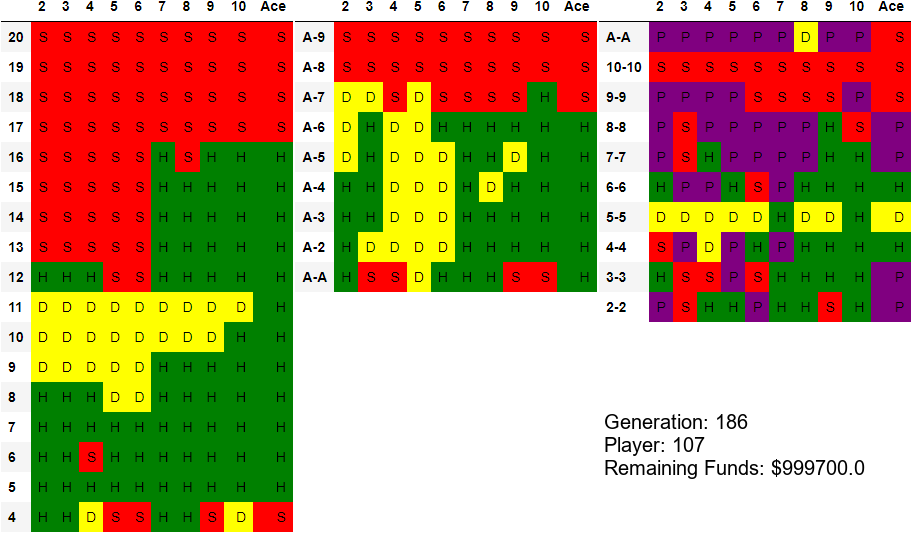 2 3 4 5 6 7 8 9 10 Ace
20 S S S S S S S S S S
19 S S S S S S S S S S
18 S S S S S S S S S S
17 S S S S S S S S S S
16 S S S S S H S H H H
15 S S S S S H H H H H
14 S S S S S H H H H H
13 S S S S S H H H H H
12 H H H S S H H H H H
11 D D D D D D D D D H
10 D D D D D D D D H H
9 D D D D D H H H H H
8 H H H D D H H H H H
7 H H H H H H H H H H
6 H H S H H H H H H H
5 H H H H H H H H H H
4 H H D S S H H S D S
2 3 4 5 6 7 8 9 10 Ace
A-9 S S S S S S S S S S
A-8 S S S S S S S S S S
A-7 D D S D S S S S H S
A-6 D H D D H H H H H H
A-5 D H D D D H H D H H
A-4 H H D D D H D H H H
A-3 H H D D D H H H H H
A-2 H D D D D H H H H H
A-A H S S D H H H S S H
2 3 4 5 6 7 8 9 10 Ace
A-A P P P P P P D P P S
10-10 S S S S S S S S S S
9-9 P P P P S S S S P S
8-8 P S P P P P P H S P
7-7 P S H P P P P H H P
6-6 H P P H S P H H H H
5-5 D D D D D H D D H D
4-4 S P D P H P H H H H
3-3 H S S P S H H H H P
2-2 P S H H P H H S H P
Generation: 186
Player: 107
Remaining Funds: $999700.0